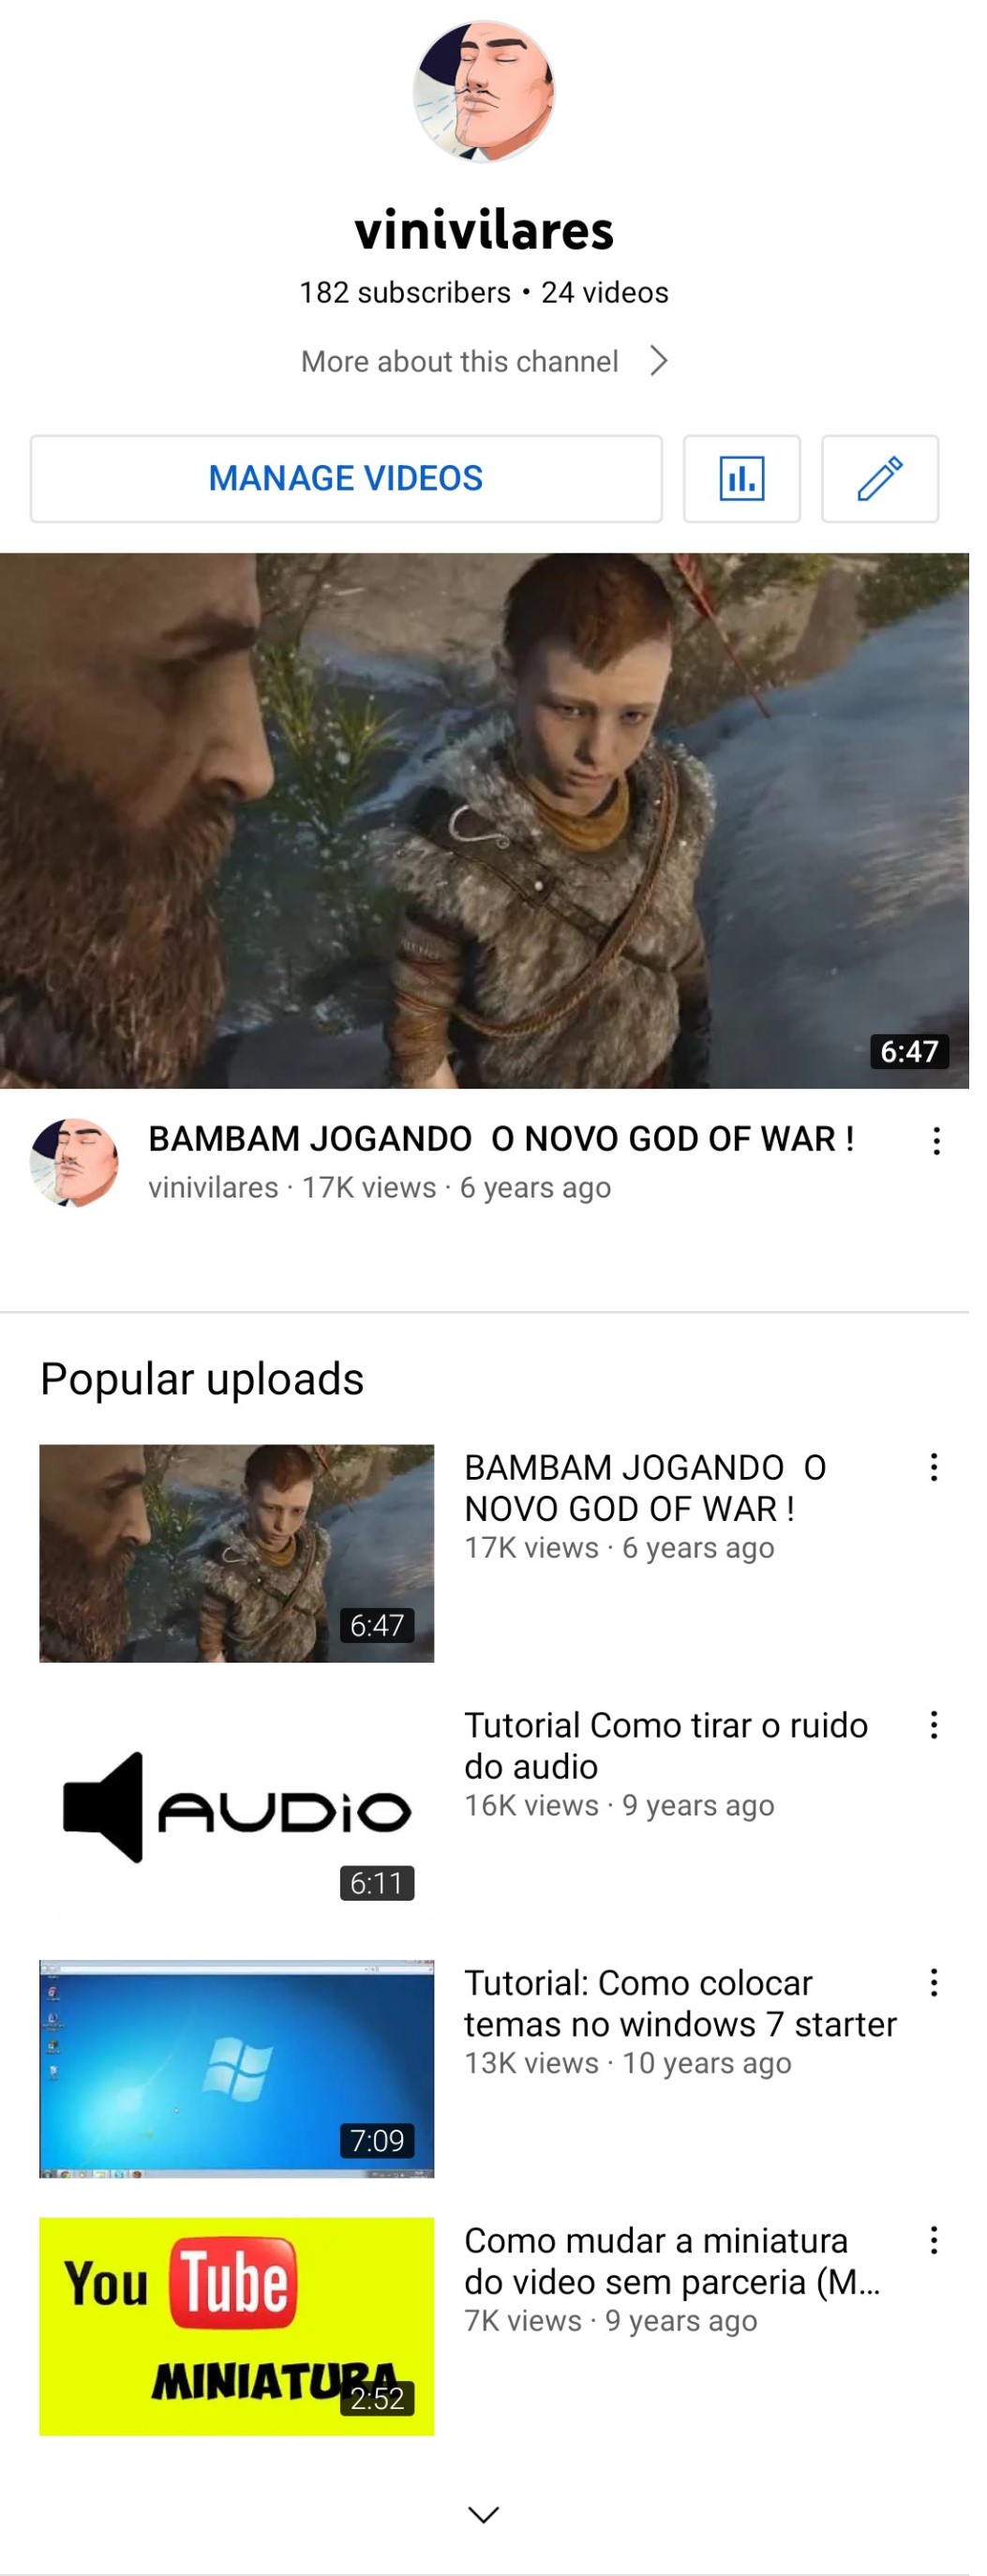 vinivilares
182 subscribers • 24 videos
More about this channel
MANAGE VIDEOS
6:47
BAMBAM JOGANDO  O NOVO GOD OF WAR !
vinivilares · 17K views · 6 years ago
Popular uploads
BAMBAM JOGANDO  O
NOVO GOD OF WAR !
17K views · 6 years ago
6:47
Tutorial Como tirar o ruido
do audio
16K views · 9 years ago
AUDiO
6:11
Tutorial: Como colocar
temas no windows 7 starter
13K views · 10 years ago
7:09
Como mudar a miniatura
do video sem parceria (M...
7K views · 9 years ago
You Tube
MINIATURA
2:52